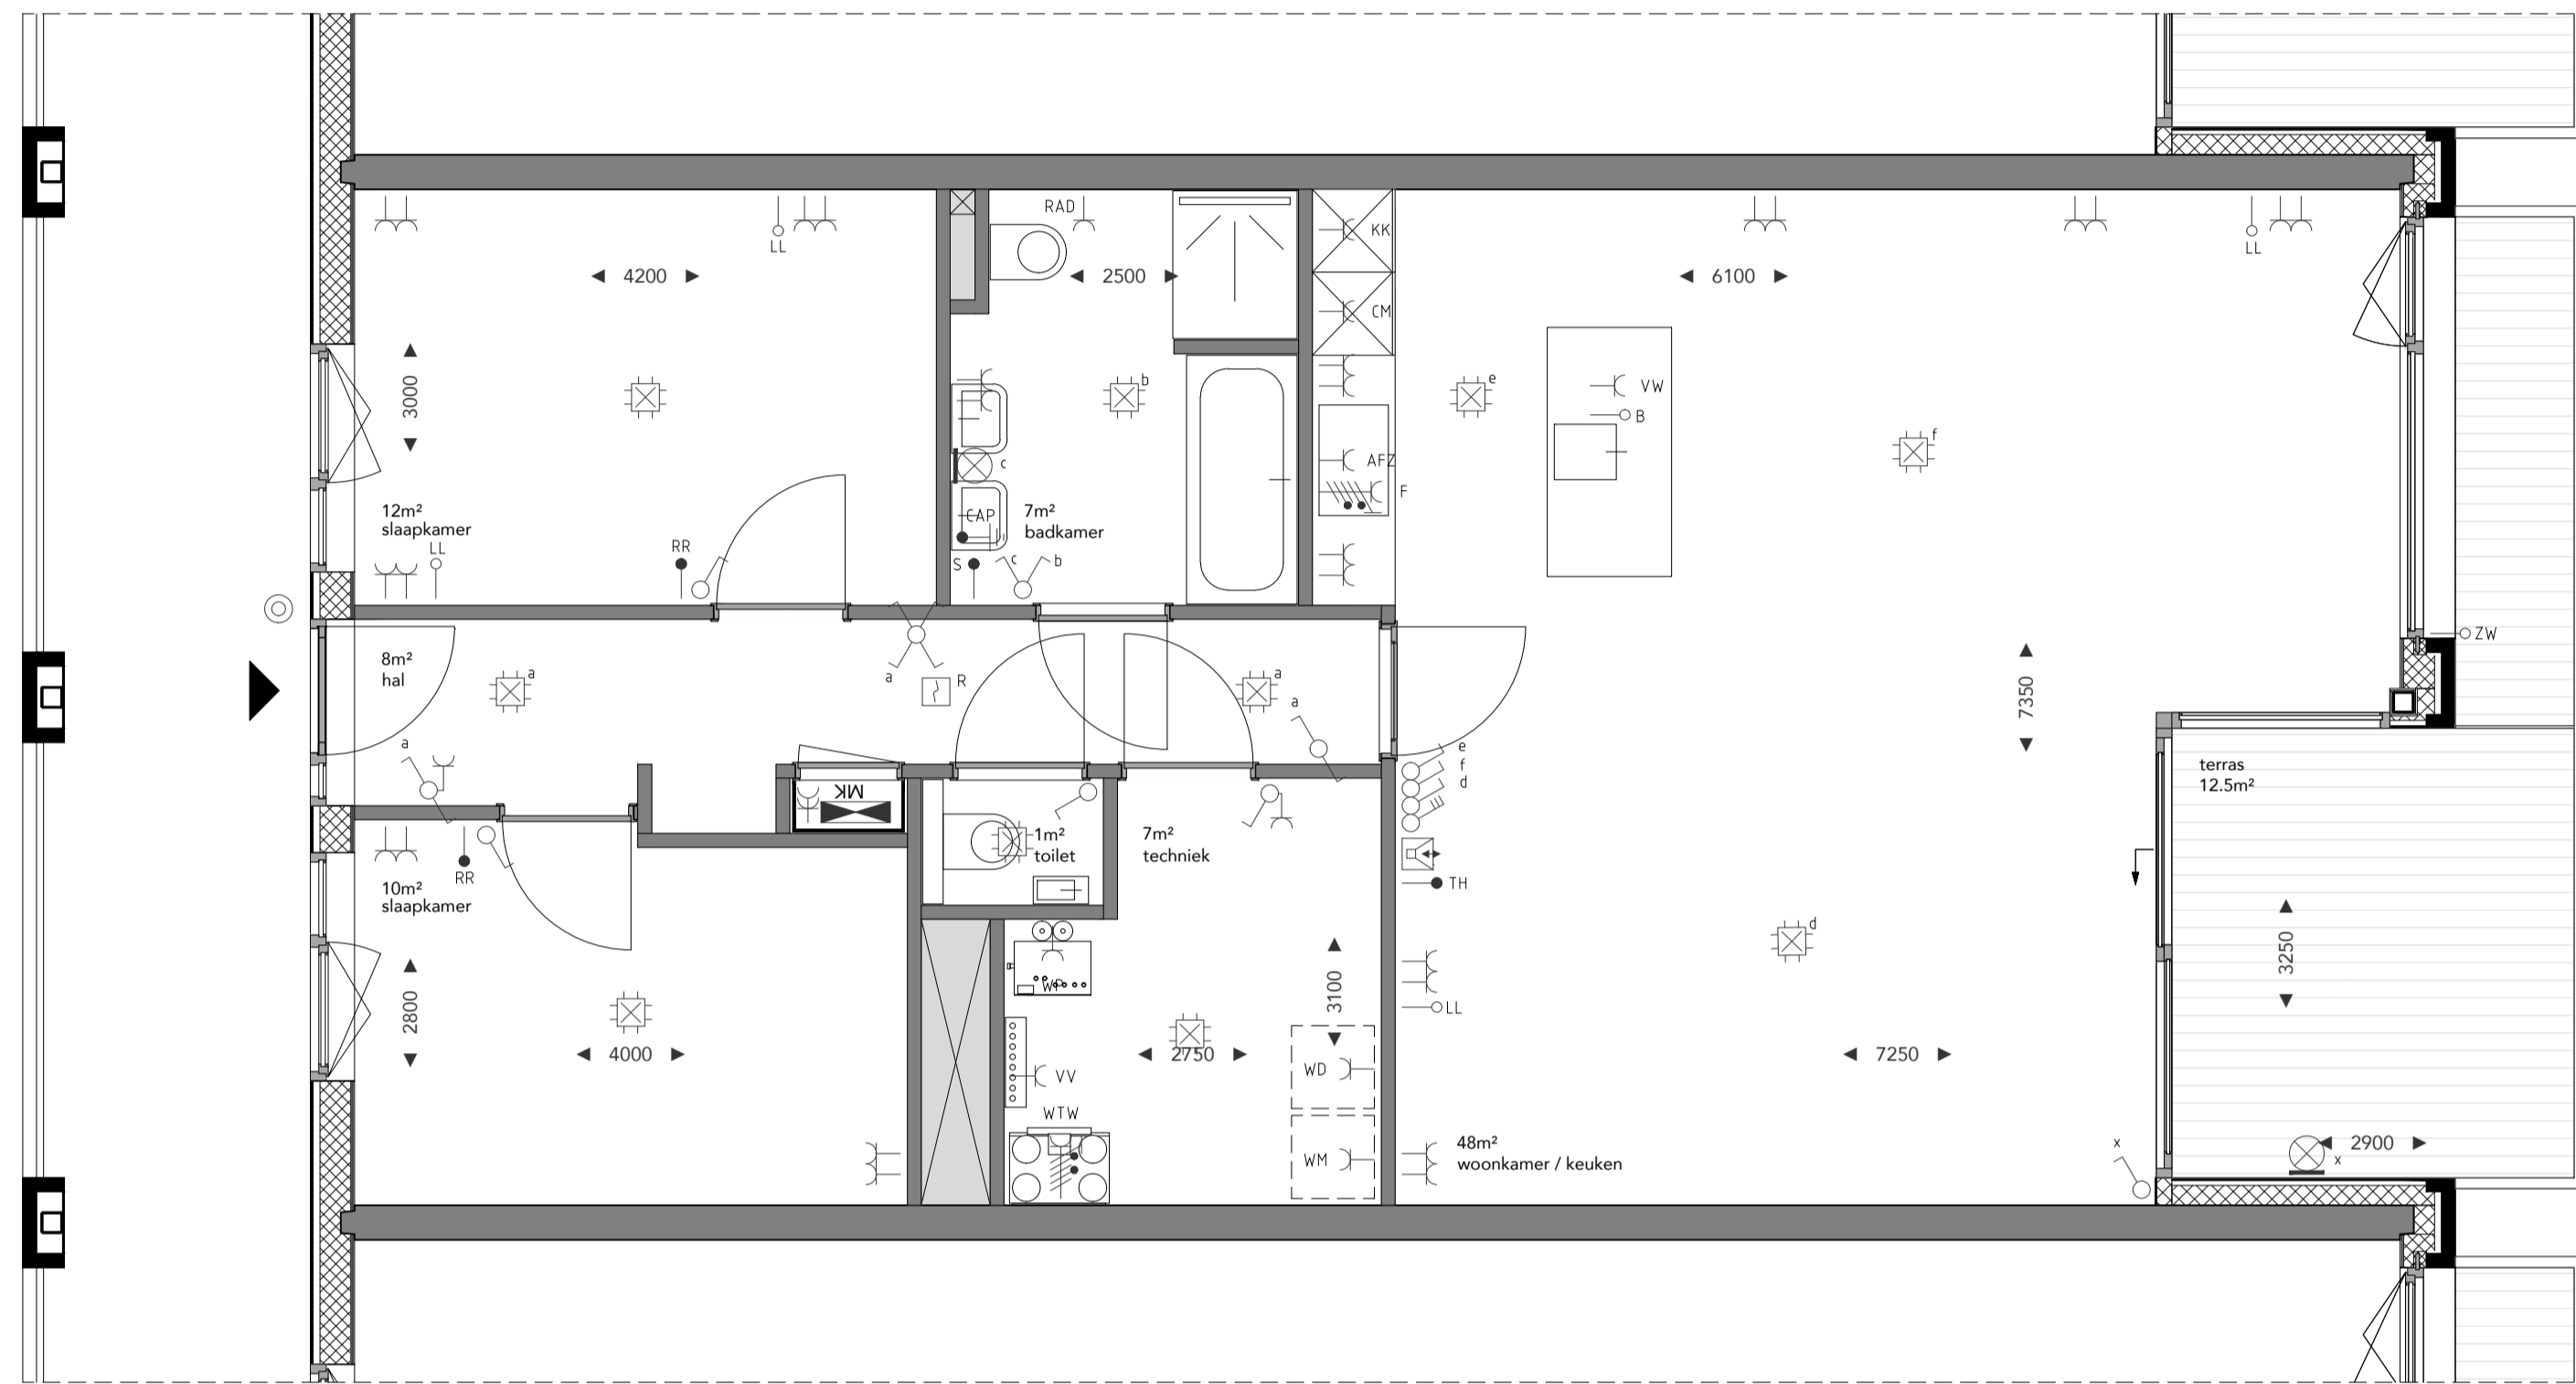 RAD
KK
LL
LL
4200
2500
6100
CM
3000
b
e
VW
B
f
c
AFZ
F
12m²
slaapkamer
CAP
7m²
badkamer
LL
RR
S
c
b
ZW
8m²
hal
a
a
R
a
a
7350
a
e
f
d
terras
12.5m²
MK
1m²
toilet
7m²
techniek
TH
RR
10m²
slaapkamer
d
3250
WP
3100
LL
2800
4000
2750
7250
WD
VV
WTW
WM
48m²
woonkamer / keuken
x
2900
x